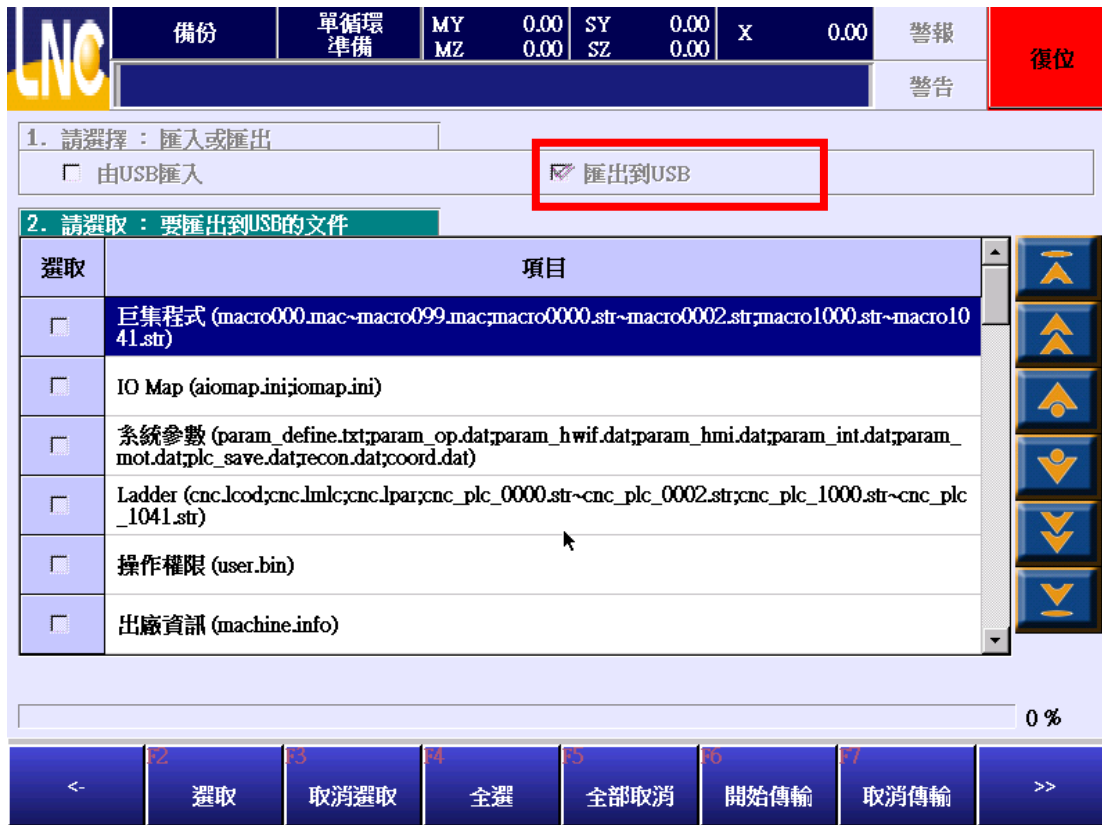 LNC
備份
單循環
準備
MY 0.00
MZ 0.00
SY 0.00
SZ 0.00
X 0.00
警報
警告
復位
1. 請選擇 : 匯入或匯出
由USB匯入
匯出到USB
2. 請選取 : 要匯出到USB的文件
選取 項目
巨集程式 (macro000.mac~macro099.mac;macro0000.str~macro0002.str;macro1000.str~macro10
41.str)
IO Map (aiomap.ini;iomap.ini)
系統參數 (param_define.txt;param_op.dat;param_hwif.dat;param_hmi.dat;param_int.dat;param_
mot.dat;plc_save.dat;recon.dat;coord.dat)
Ladder (cnc.lcod;cnc.lmlc;cnc.lpar;cnc_plc_0000.str~cnc_plc_0002.str;cnc_plc_1000.str~cnc_plc
_1041.str)
操作權限 (user.bin)
出廠資訊 (machine.info)
0 %
<-
F2 選取
F3 取消選取
F4 全選
F5 全部取消
F6 開始傳輸
F7 取消傳輸
>>